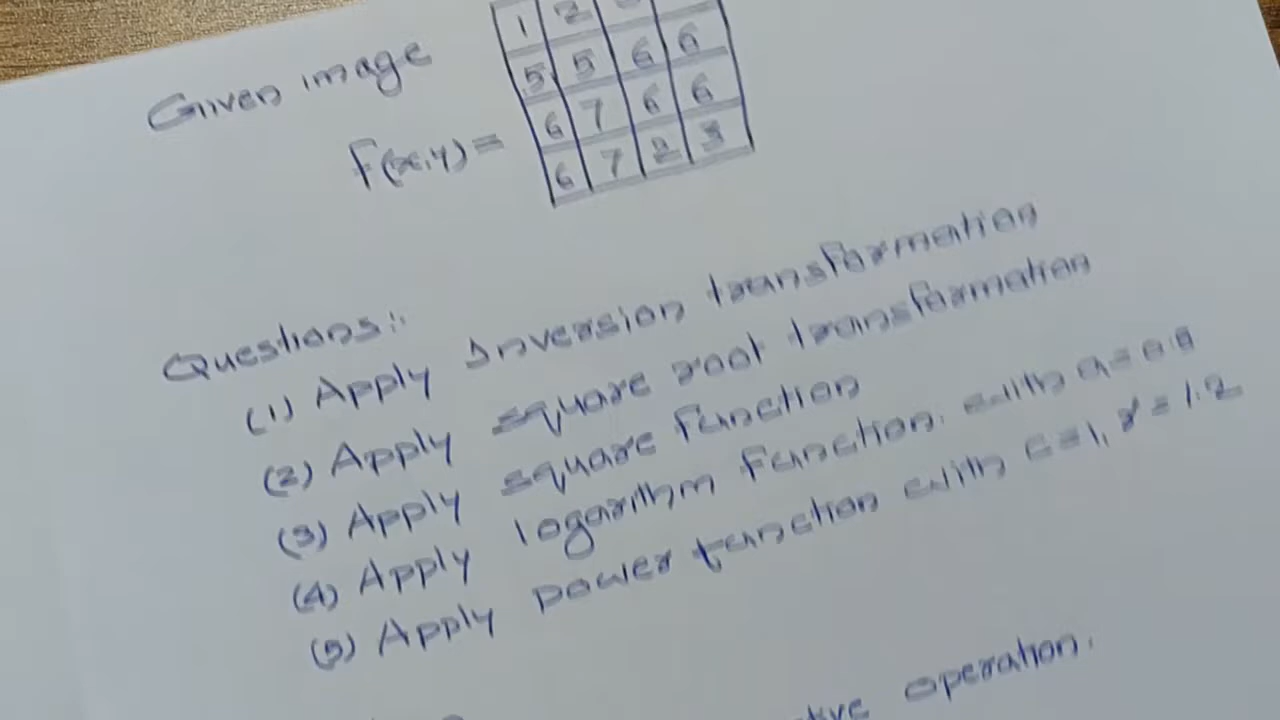 Given image
F(x,y) =
1 2
5 5 6 6
6 7 6 6
6 7 2 3
Questions:
(1) Apply Inversion transformation
(2) Apply square root transformation
(3) Apply square function
(4) Apply logarithm function. with
(5) Apply power function with c=1, r=1.2
operation.